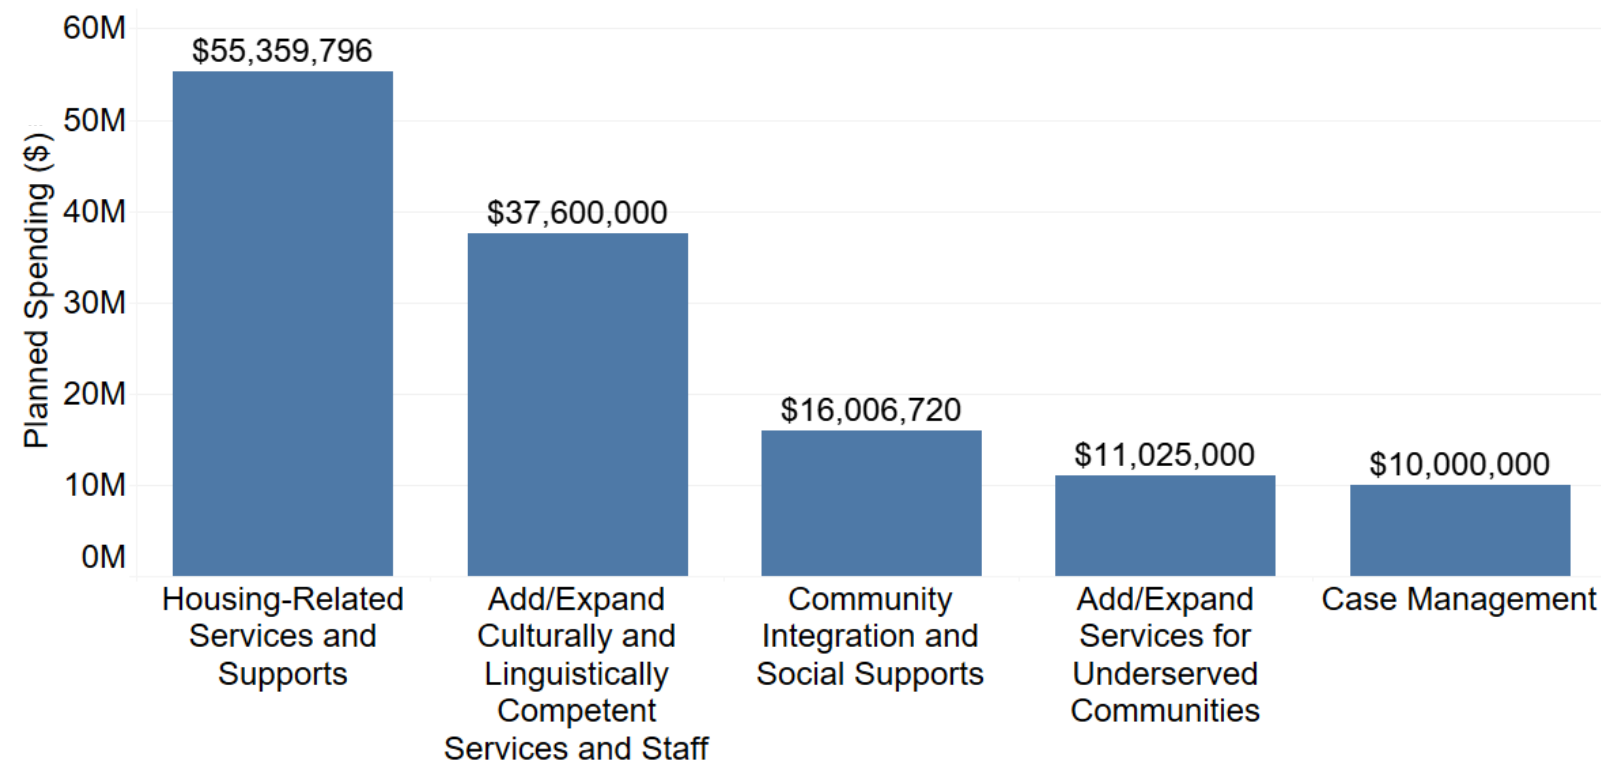 60M
50M
40M
30M
20M
10M
0M
Planned Spending ($)
$55,359,796
$37,600,000
$16,006,720
$11,025,000
$10,000,000
Housing-Related
Services and
Supports
Add/Expand
Culturally and
Linguistically
Competent
Services and Staff
Community
Integration and
Social Supports
Add/Expand
Services for
Underserved
Communities
Case Management